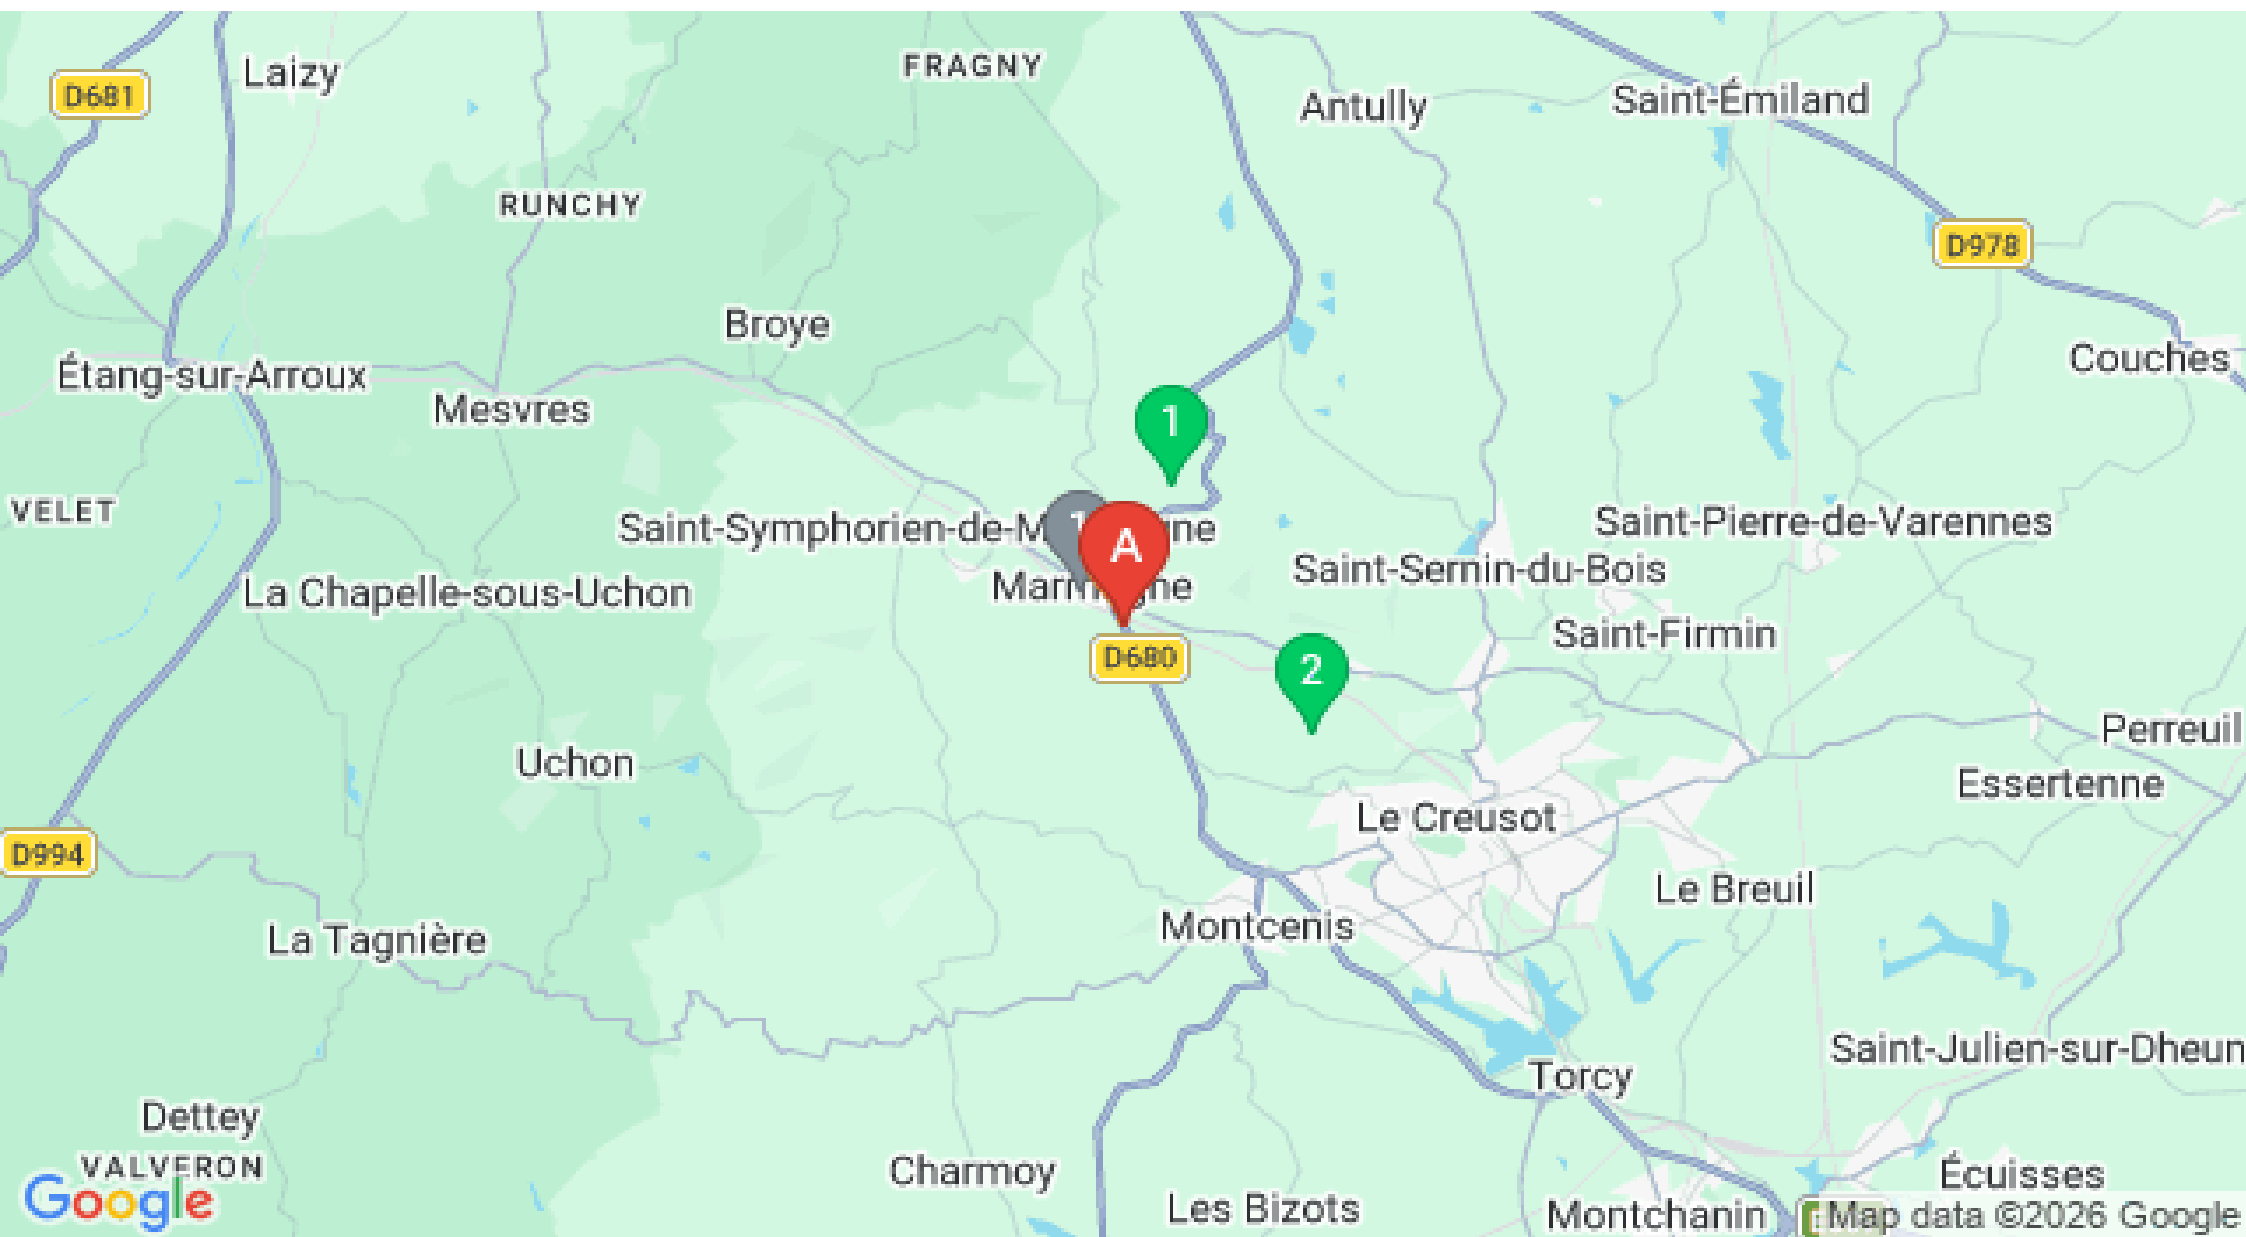 FRAGNY
Laizy
D681
Antully
Saint-Émiland
RUNCHY
D978
Broye
Couches
Étang-sur-Arroux
Mesvres
1
VELET
Saint-Symphorien-de-M gne
A
Saint-Pierre-de-Varennes
Saint-Sernin-du-Bois
La Chapelle-sous-Uchon
Saint-Firmin
D680
2
Perreuil
Uchon
Essertenne
Le Creusot
D994
Le Breuil
Montcenis
La Tagnière
Saint-Julien-sur-Dheun
Torcy
Dettey
VALVERON
Charmoy
Écuisses
Les Bizots
Montchanin
Google
Map data ©2026 Google